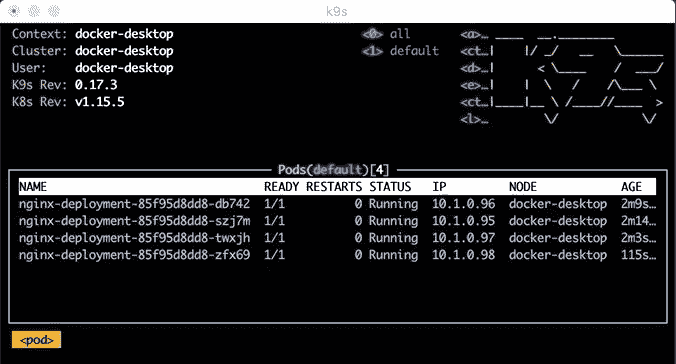 k9s
Context: docker-desktop <0> all <a>…
Cluster: docker-desktop <1> default <ct…
User: docker-desktop <d>…
K9s Rev: 0.17.3 <e>…
K8s Rev: v1.15.5 <ct…
<l>…
Pods(default)[4]
NAME READY RESTARTS STATUS IP NODE AGE
nginx-deployment-85f95d8dd8-db742 1/1 0 Running 10.1.0.96 docker-desktop 2m9s…
nginx-deployment-85f95d8dd8-szj7m 1/1 0 Running 10.1.0.95 docker-desktop 2m14…
nginx-deployment-85f95d8dd8-twxjh 1/1 0 Running 10.1.0.97 docker-desktop 2m3s…
nginx-deployment-85f95d8dd8-zfx69 1/1 0 Running 10.1.0.98 docker-desktop 115s…
<pod>